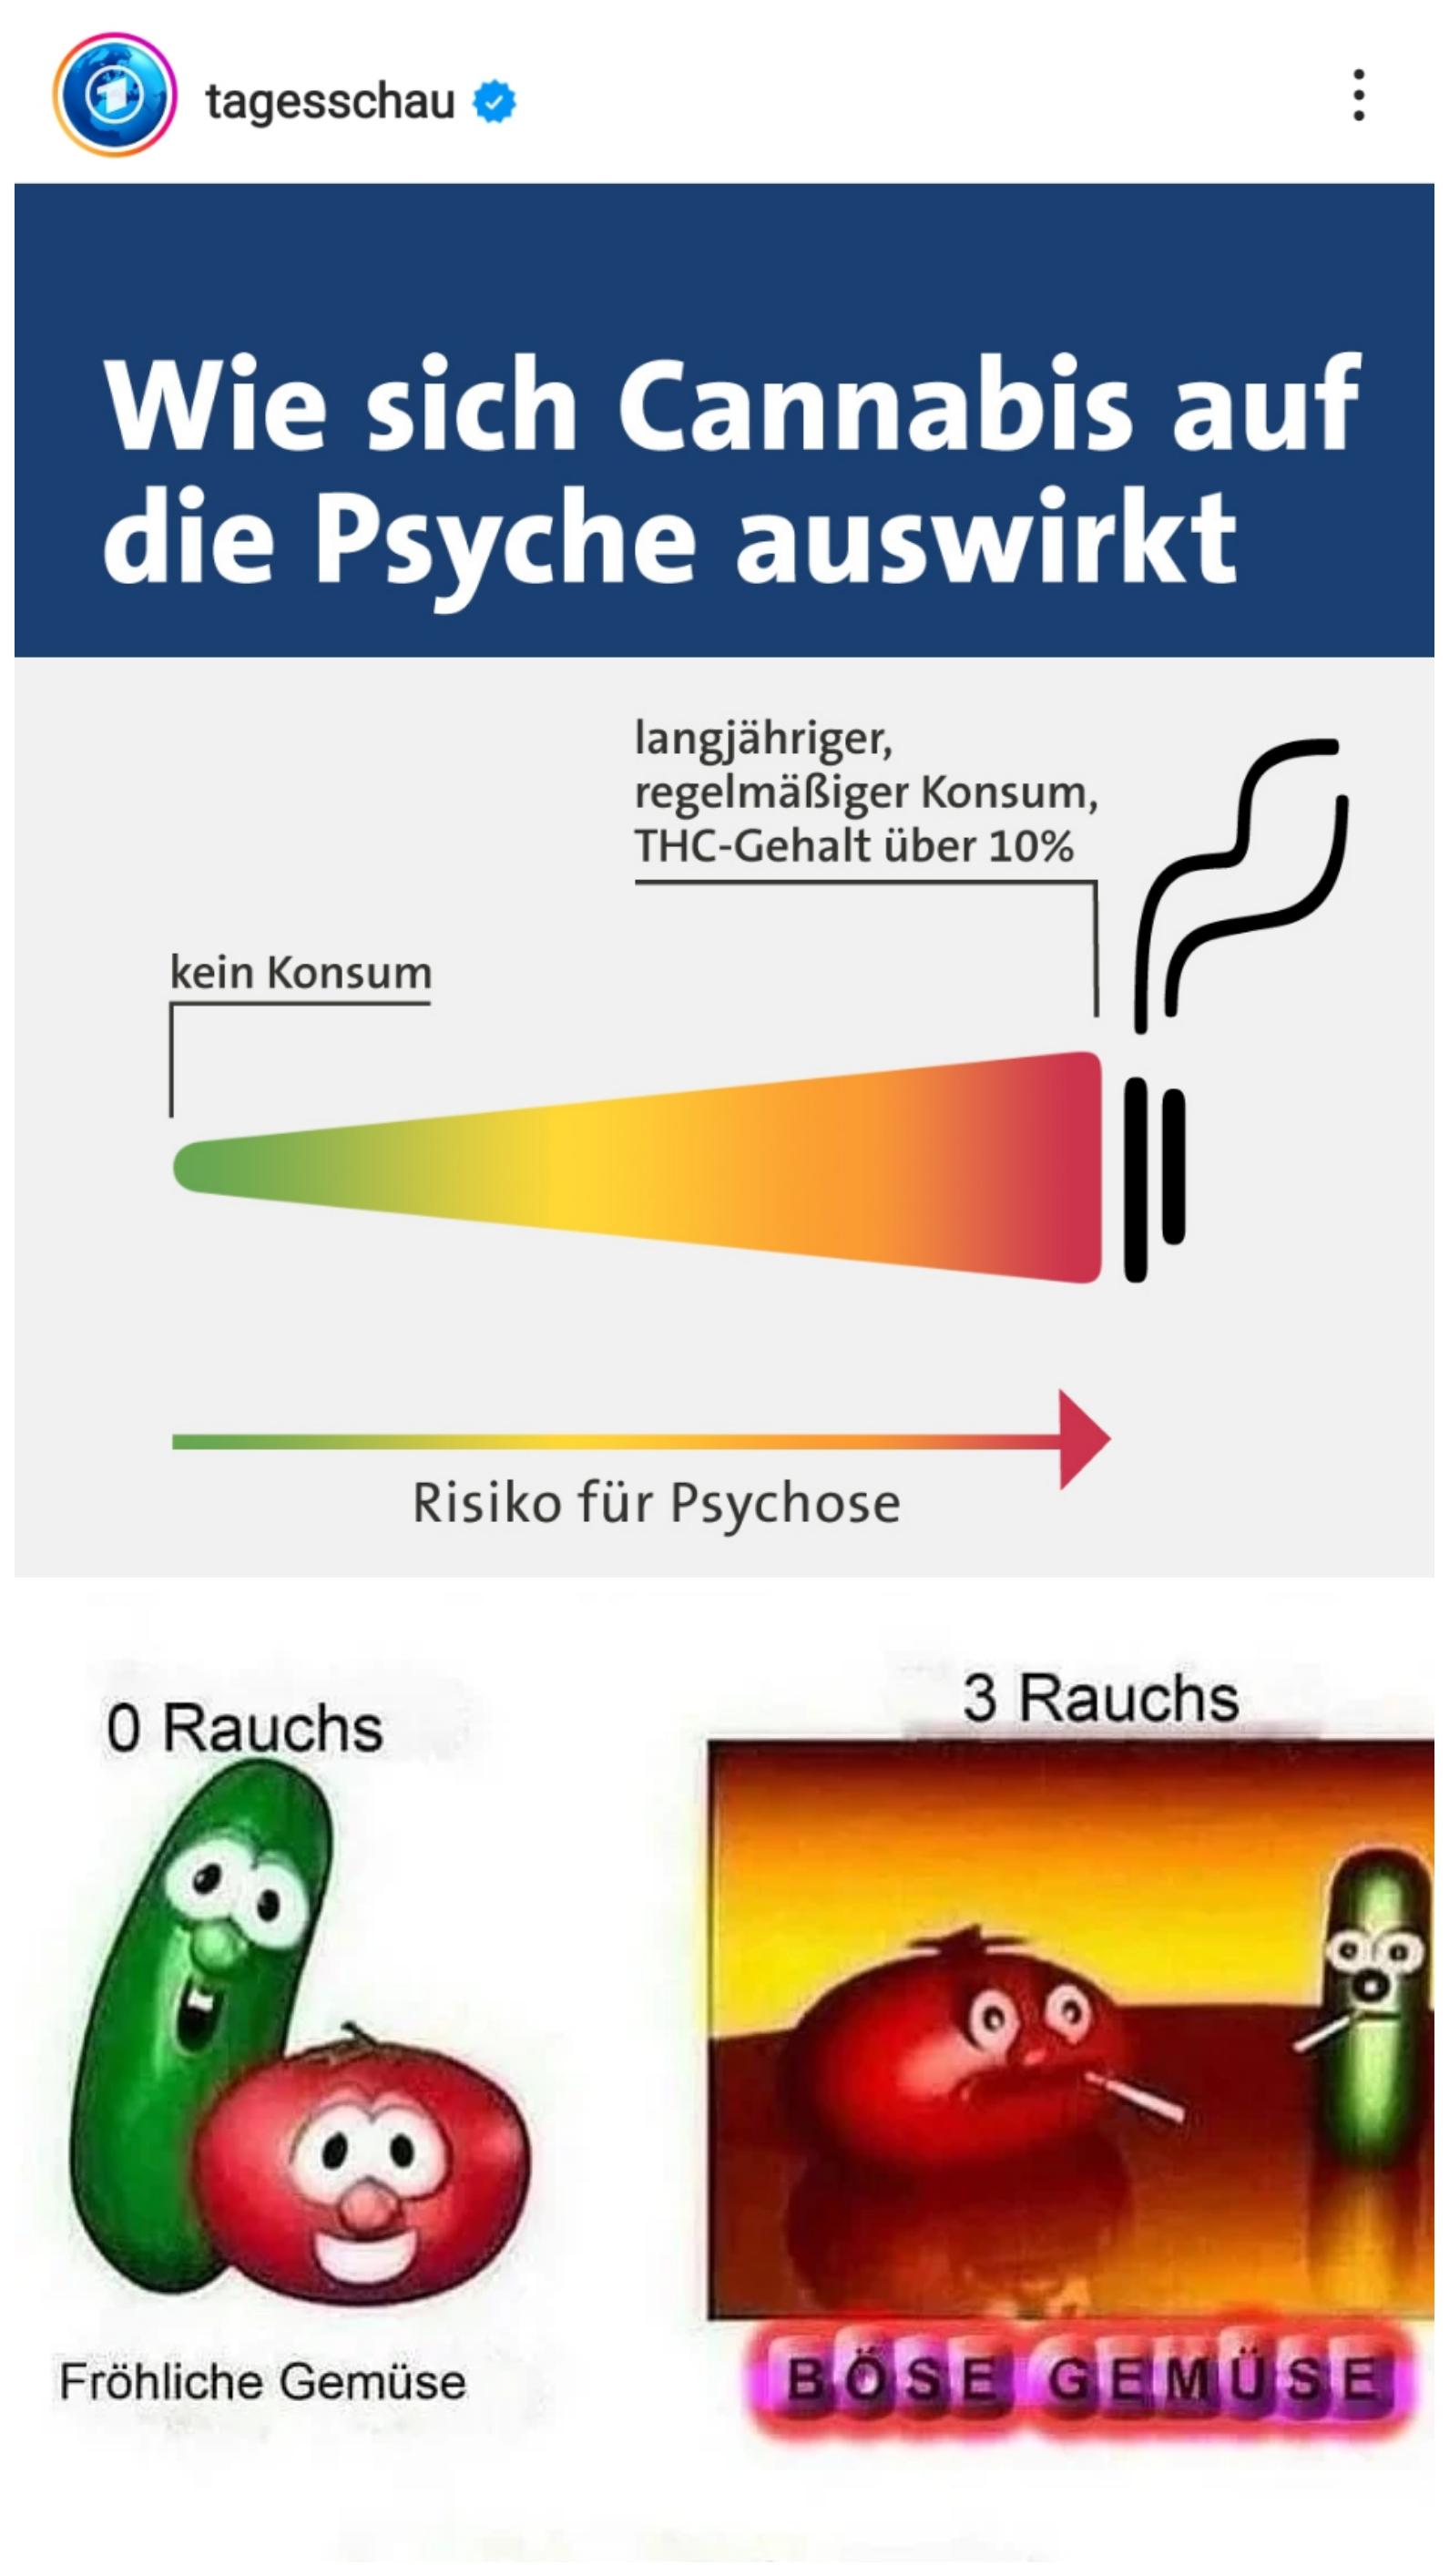 tagesschau
Wie sich Cannabis auf
die Psyche auswirkt
langjähriger,
regelmäßiger Konsum,
THC-Gehalt über 10%
kein Konsum
Risiko für Psychose
0 Rauchs
3 Rauchs
Fröhliche Gemüse
BÖSE GEMÜSE